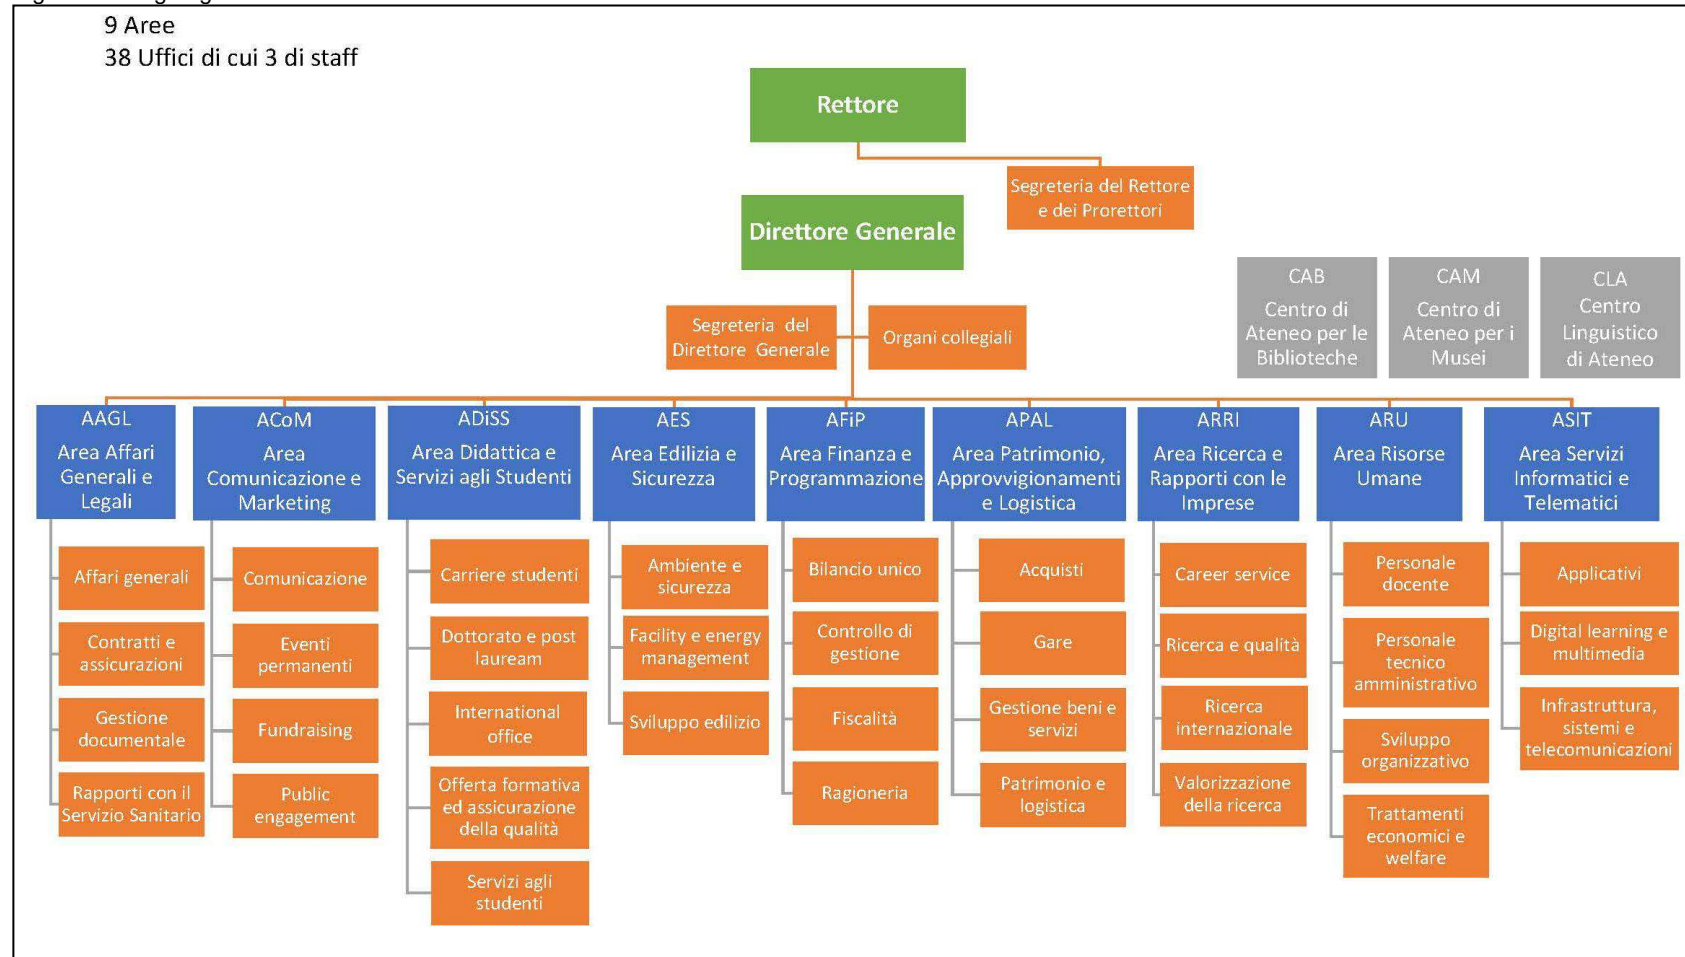 9 Aree
38 Uffici di cui 3 di staff
Rettore
Segreteria del Rettore
e dei Prorettori
Direttore Generale
Segreteria del
Direttore Generale
Organi collegiali
CAB
Centro di
Ateneo per le
Biblioteche
CAM
Centro di
Ateneo per i
Musei
CLA
Centro
Linguistico
di Ateneo
AAGL
Area Affari
Generali e
Legali
ACoM
Area
Comunicazione e
Marketing
ADiSS
Area Didattica e
Servizi agli Studenti
AES
Area Edilizia e
Sicurezza
AFiP
Area Finanza e
Programmazione
APAL
Area Patrimonio,
Approvvigionamenti
e Logistica
ARRI
Area Ricerca e
Rapporti con le
Imprese
ARU
Area Risorse
Umane
ASIT
Area Servizi
Informatici e
Telematici
Affari generali
Contratti e
assicurazioni
Gestione
documentale
Rapporti con il
Servizio Sanitario
Comunicazione
Eventi
permanenti
Fundraising
Public
engagement
Carriere studenti
Dottorato e post
lauream
International
office
Offerta formativa
ed assicurazione
della qualità
Servizi agli
studenti
Ambiente e
sicurezza
Facility e energy
management
Sviluppo edilizio
Bilancio unico
Controllo di
gestione
Fiscalità
Ragioneria
Acquisti
Gare
Gestione beni e
servizi
Patrimonio e
logistica
Career service
Ricerca e qualità
Ricerca
internazionale
Valorizzazione
della ricerca
Personale
docente
Personale
tecnico
amministrativo
Sviluppo
organizzativo
Trattamenti
economici e
welfare
Applicativi
Digital learning e
multimedia
Infrastruttura,
sistemi e
telecomunicazioni